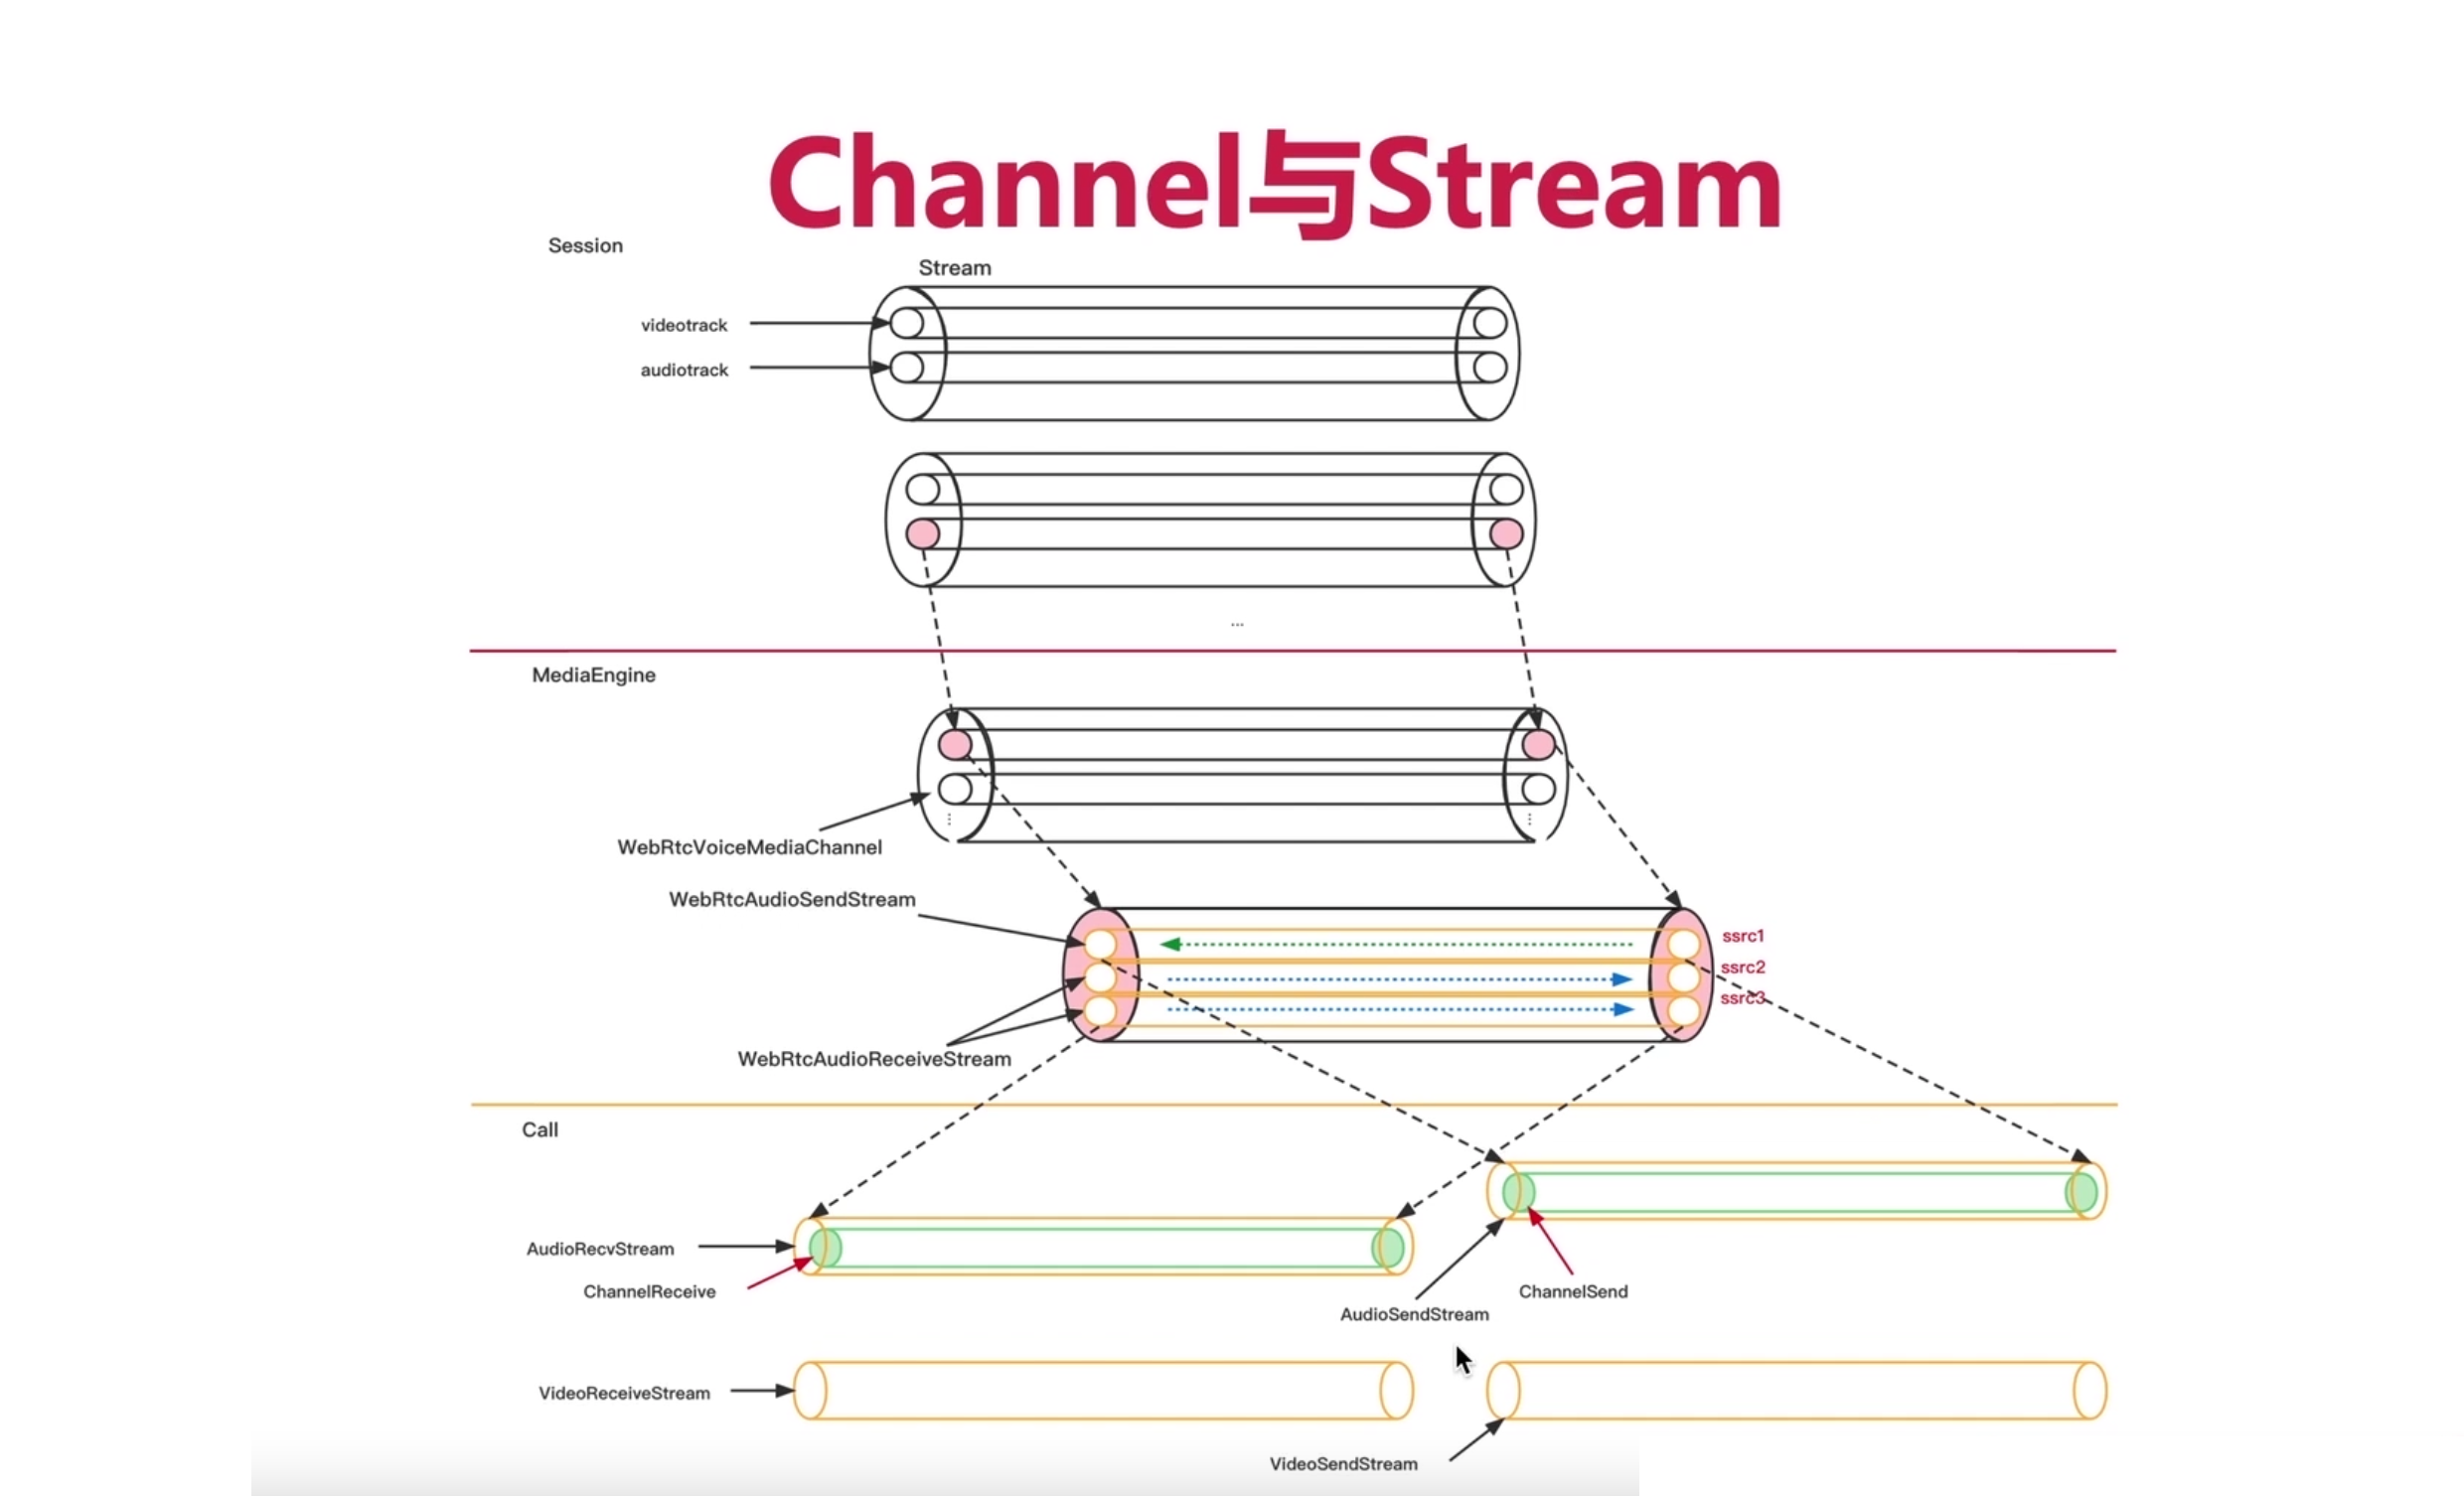 Channel与Stream
Session
Stream
videotrack
audiotrack
...
MediaEngine
WebRtcVoiceMediaChannel
WebRtcAudioSendStream
ssrc1
ssrc2
ssrc3
WebRtcAudioReceiveStream
Call
AudioRecvStream
ChannelReceive
ChannelSend
AudioSendStream
VideoReceiveStream
VideoSendStream